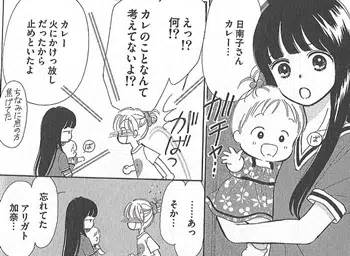 日南子さん
カレー…
ぱ
ガチャ!
えっ!?
何!?
カレのことなんて
考えてないよ!?
がばっ
カレー
火にかけっ放し
だったから
止めといたよ
ぱ
ちなみに底の方
焦げてた
……あっ
そか…
忘れてた
アリガト
加奈…